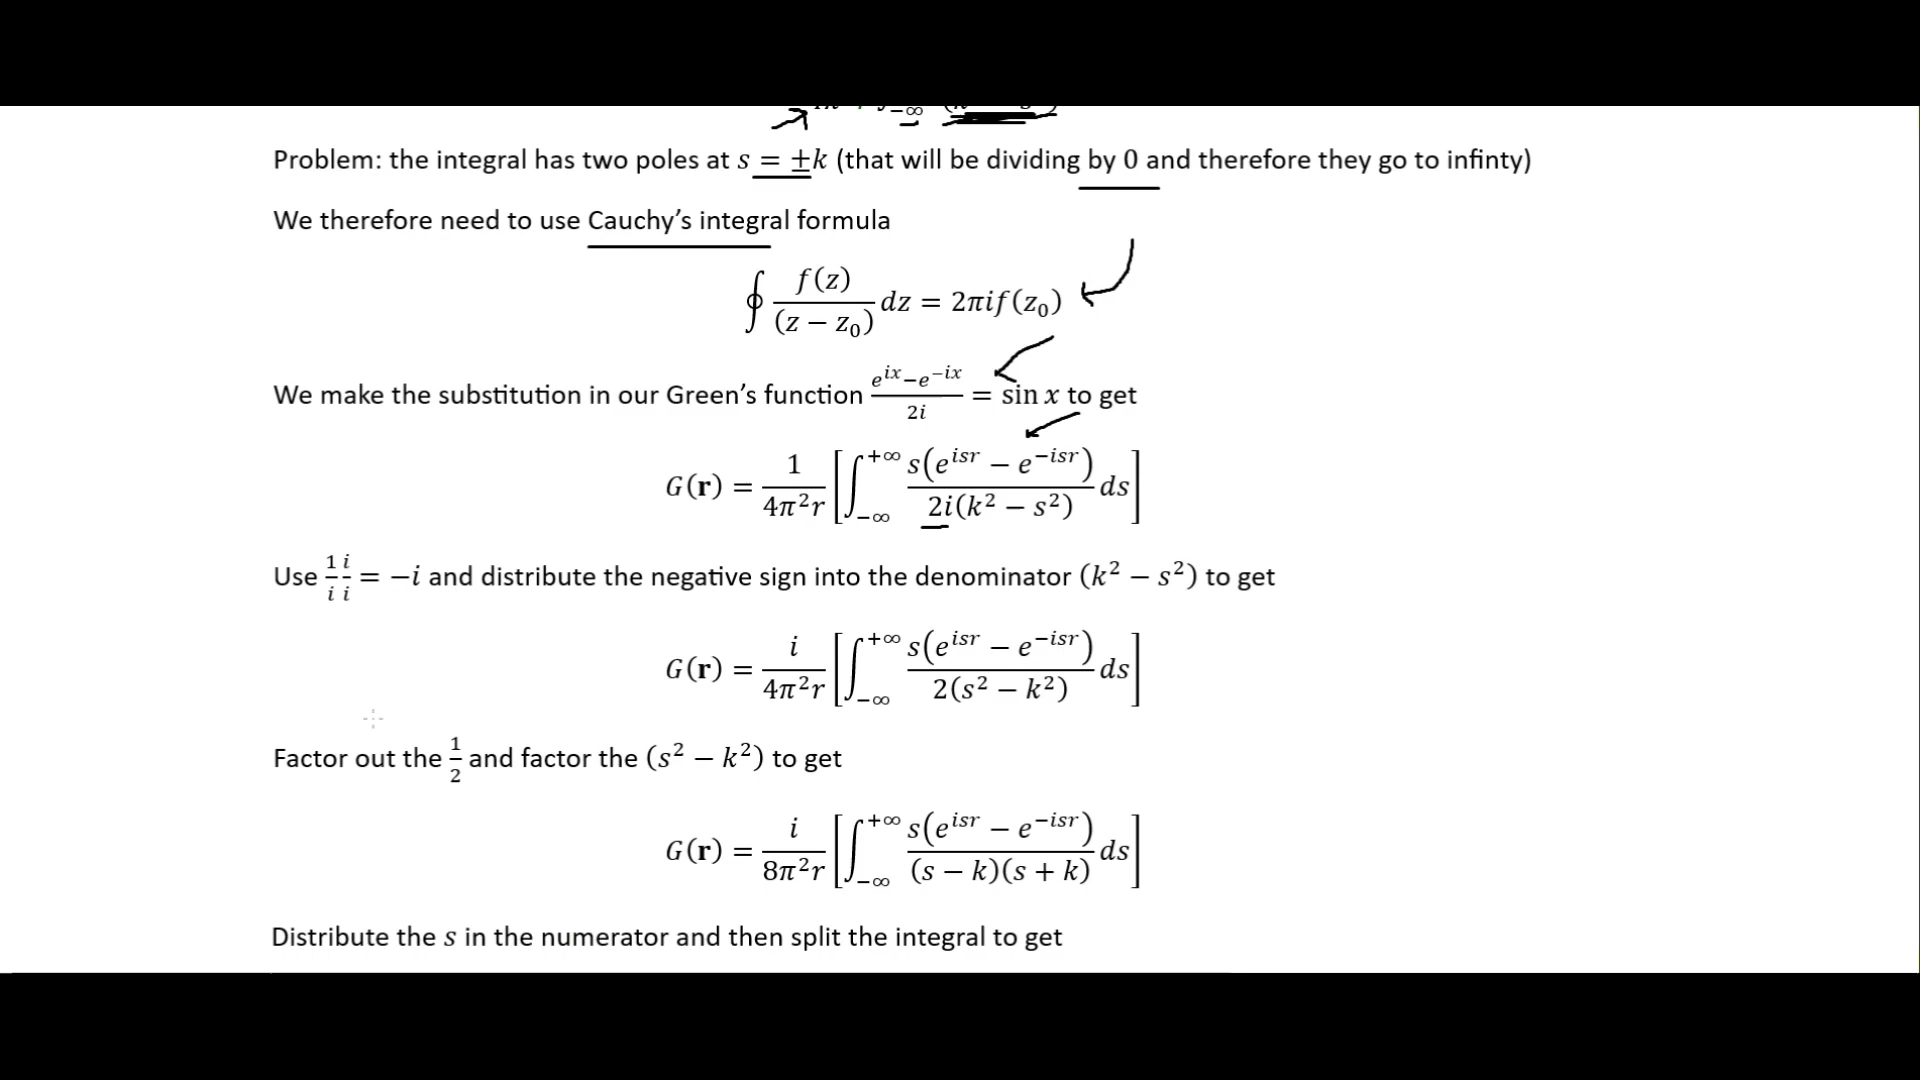 −∞
Problem: the integral has two poles at s = ±k (that will be dividing by 0 and therefore they go to infinty)
We therefore need to use Cauchy’s integral formula
∮ f(z)/(z − z₀) dz = 2πif(z₀)
We make the substitution in our Green’s function (eⁱˣ−e⁻ⁱˣ)/2i = sin x to get
G(𝐫) = 1/(4π²r) [∫₋∞⁺∞ s(eⁱˢʳ − e⁻ⁱˢʳ)/(2i(k² − s²)) ds]
Use 1/i i/i = −i and distribute the negative sign into the denominator (k² − s²) to get
G(𝐫) = i/(4π²r) [∫₋∞⁺∞ s(eⁱˢʳ − e⁻ⁱˢʳ)/(2(s² − k²)) ds]
Factor out the 1/2 and factor the (s² − k²) to get
G(𝐫) = i/(8π²r) [∫₋∞⁺∞ s(eⁱˢʳ − e⁻ⁱˢʳ)/((s − k)(s + k)) ds]
Distribute the s in the numerator and then split the integral to get